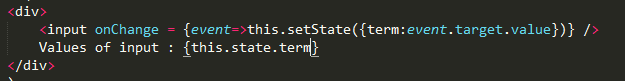 <div>
<input onChange = {event=>this.setState({term:event.target.value})} />
Values of input : {this.state.term}
</div>